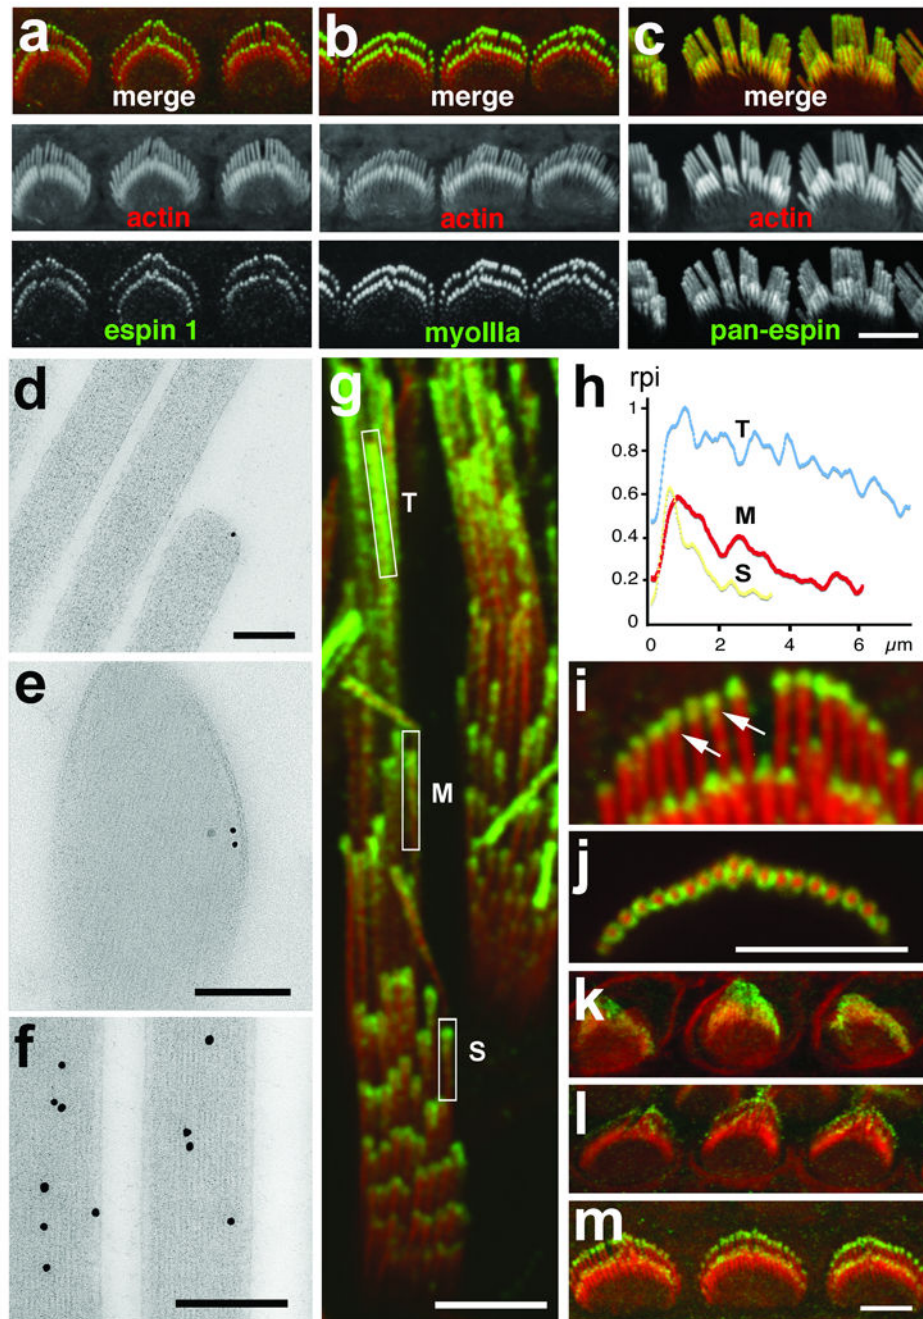 a
merge
actin
espin 1
b
merge
actin
myoIIIa
c
merge
actin
pan-espin
d
e
f
g
T
M
S
h
rpi
1
0.8
0.6
0.4
0.2
0
T
M
S
0 2 4 6 µm
i
j
k
l
m